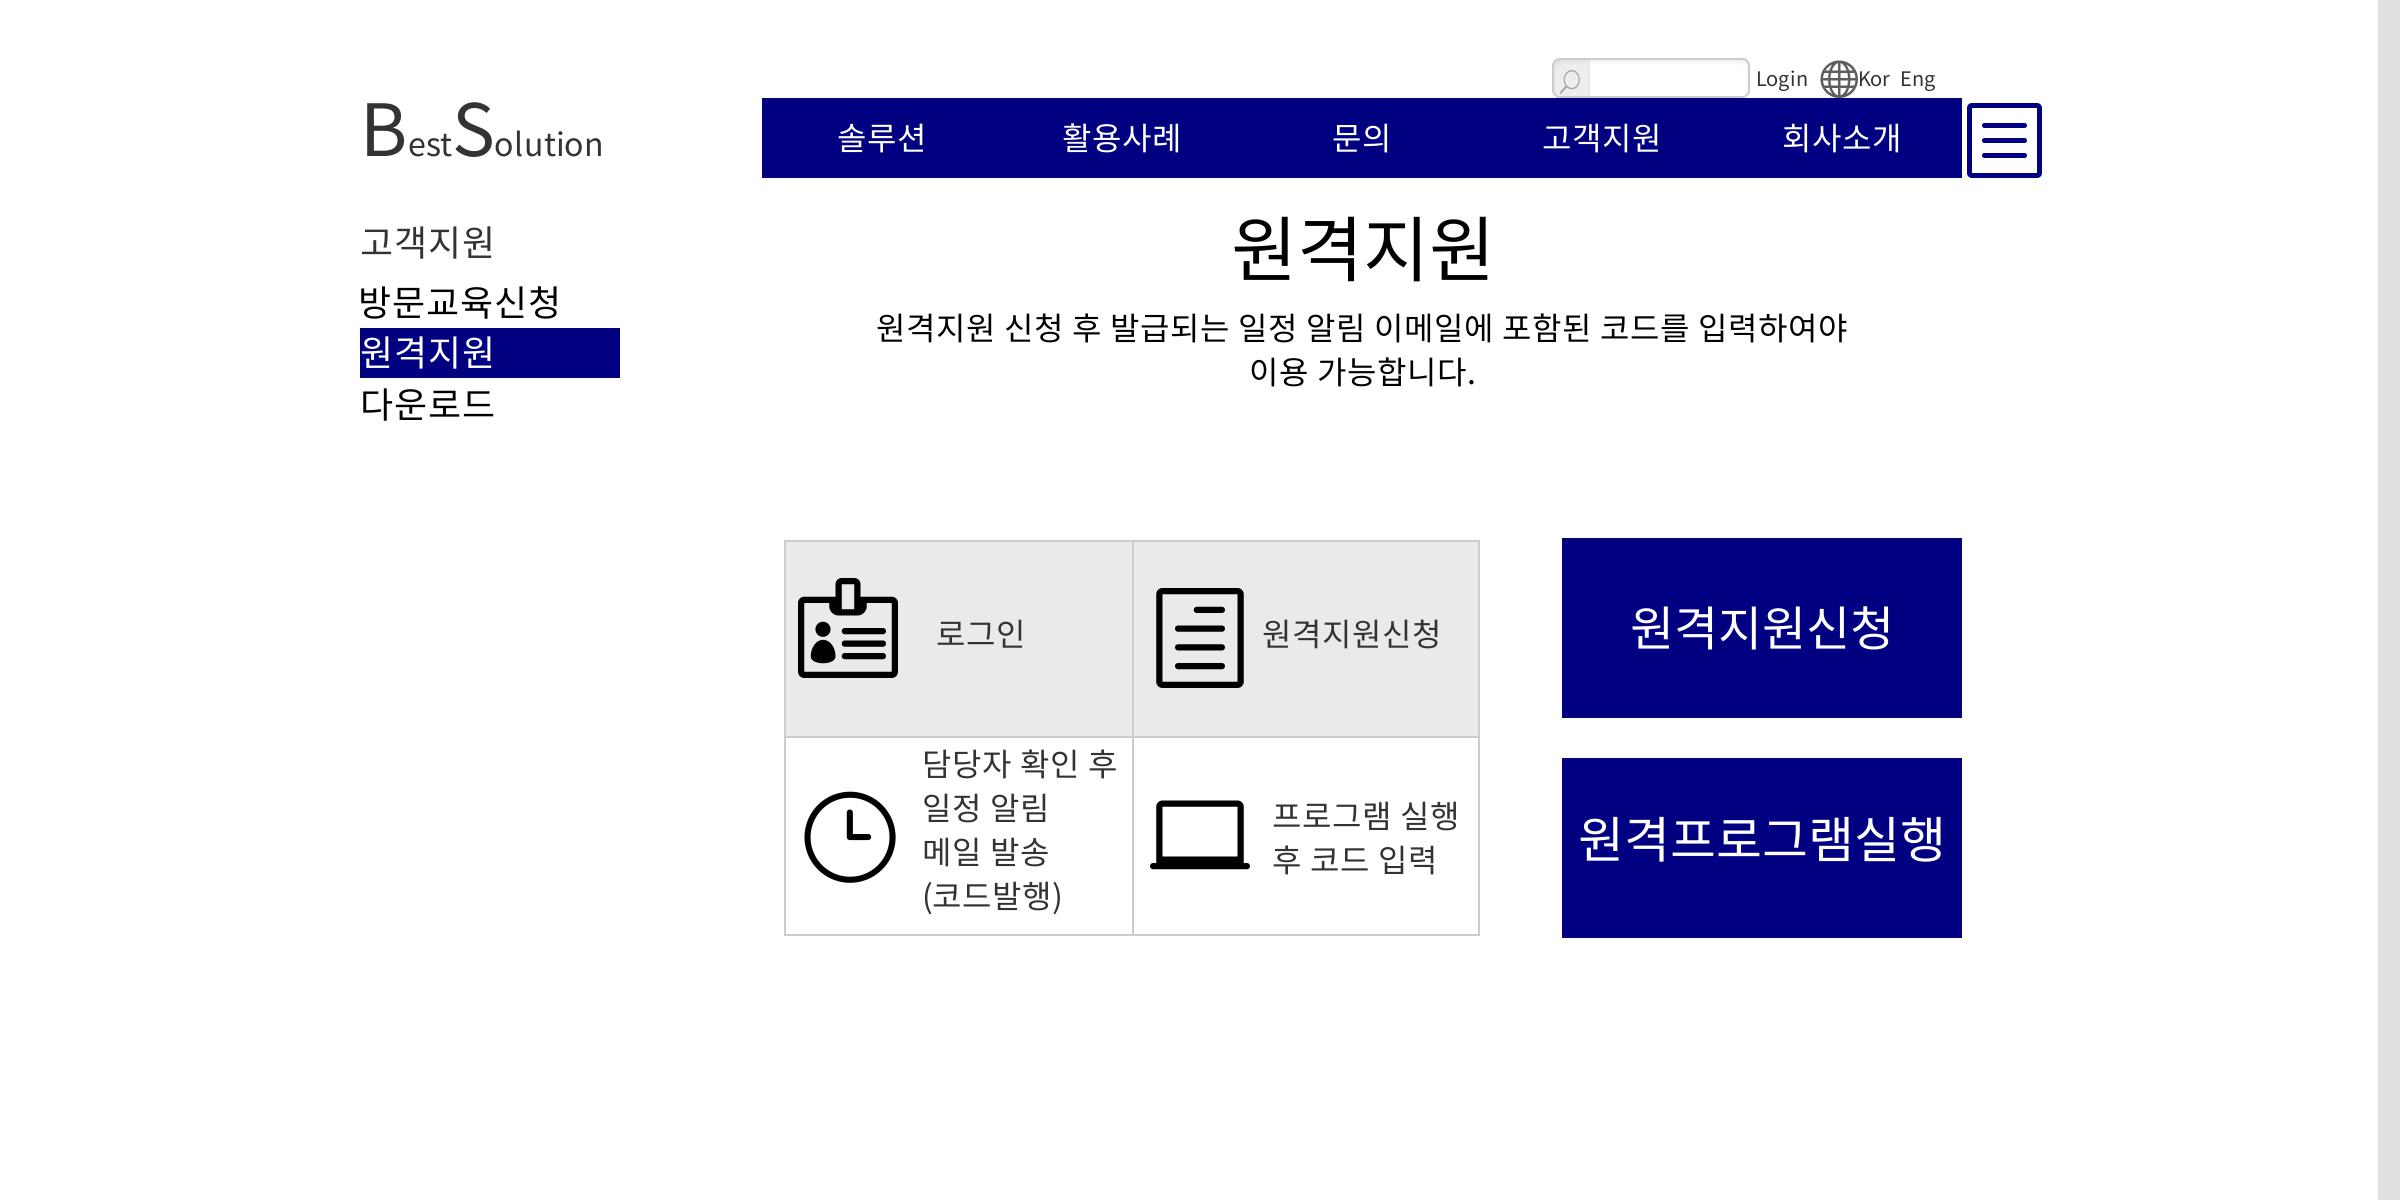 Login Kor Eng
BestSolution
솔루션 활용사례 문의 고객지원 회사소개
고객지원
방문교육신청
원격지원
다운로드
원격지원
원격지원 신청 후 발급되는 일정 알림 이메일에 포함된 코드를 입력하여야
이용 가능합니다.
로그인
원격지원신청
담당자 확인 후
일정 알림
메일 발송
(코드발행)
프로그램 실행
후 코드 입력
원격지원신청
원격프로그램실행